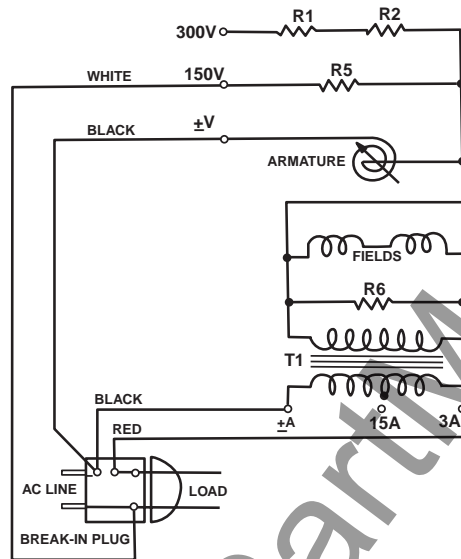 R1 R2
300V
WHITE 150V R5
BLACK ±V
ARMATURE
FIELDS
R6
T1
BLACK
±A 15A 3A
RED
AC LINE LOAD
BREAK-IN PLUG